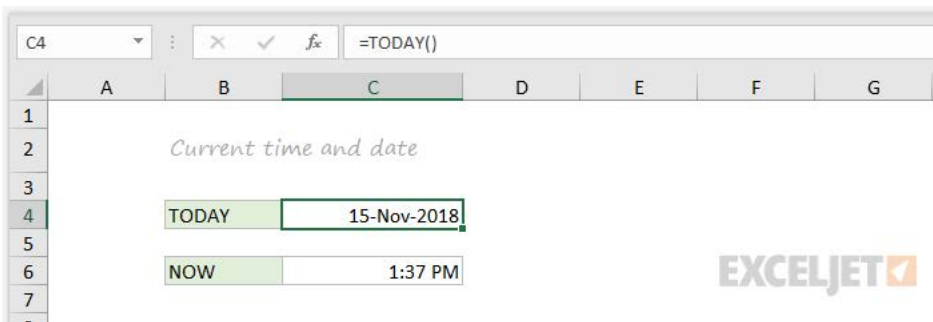 C4 fx =TODAY()
A B C D E F G
1
2 Current time and date
3
4 TODAY 15-Nov-2018
5
6 NOW 1:37 PM
EXCELJET
7